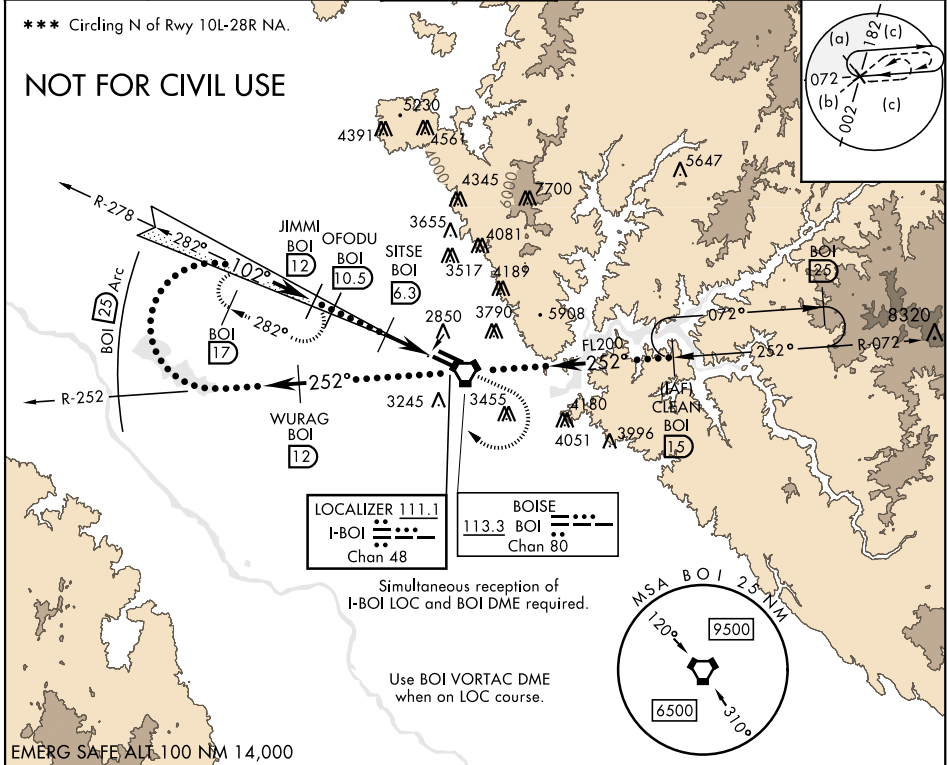 *** Circling N of Rwy 10L-28R NA.
NOT FOR CIVIL USE
(a)
182
(c)
072
(b)
(c)
002
5230
4391
4561
4000
6000
4345
7700
5647
3655
4081
3517
4189
R-278
282°
102°
JIMMI
BOI
12
OFODU
BOI
10.5
SITSE
BOI
6.3
BOI
25
BOI 25 Arc
282°
BOI
17
2850
3790
5908
072°
8320
FL200
252°
252°
R-072
252°
R-252
WURAG
BOI
12
3245
3455
4180
4051
3996
(IAF)
CLEAN
BOI
15
LOCALIZER 111.1
I-BOI
Chan 48
BOISE
113.3 BOI
Chan 80
Simultaneous reception of
I-BOI LOC and BOI DME required.
Use BOI VORTAC DME
when on LOC course.
MSA BOI 25 NM
120°
9500
6500
310°
EMERG SAFE ALT 100 NM 14,000